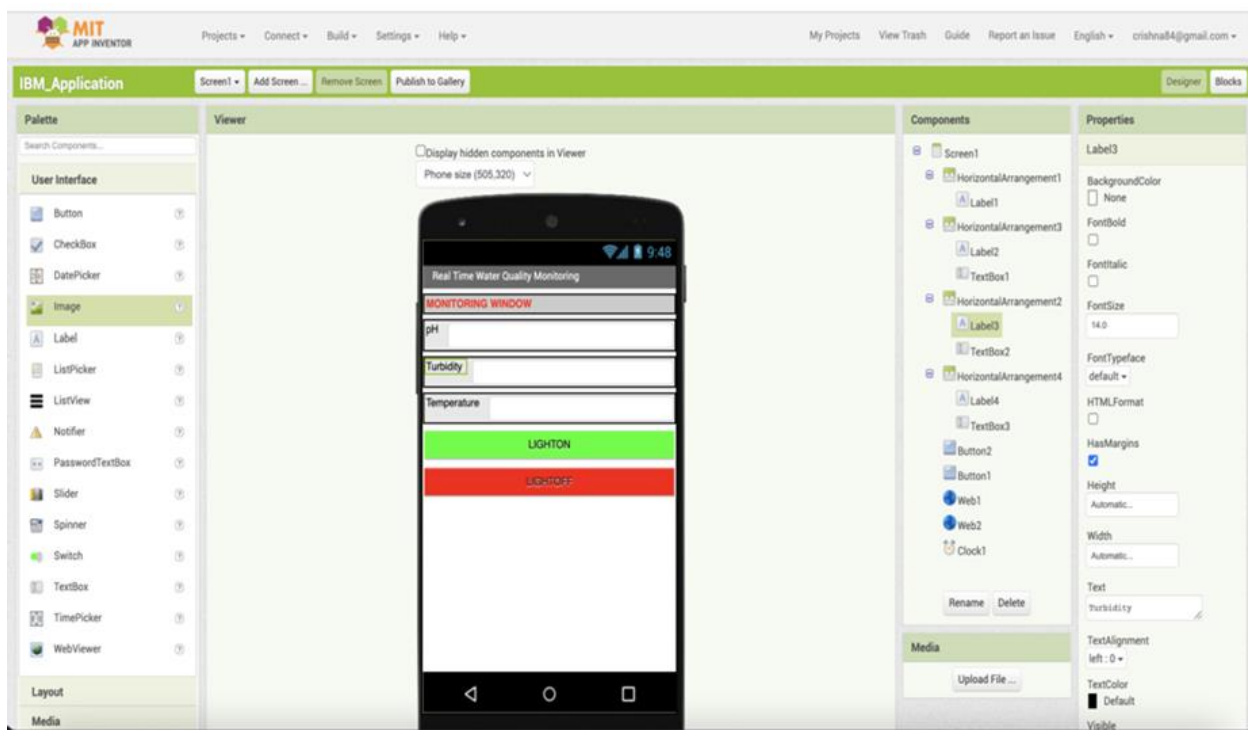 MIT
APP INVENTOR
Projects Connect Build Settings Help
My Projects View Trash Guide Report an Issue English crishna84@gmail.com
IBM_Application
Screen1 Add Screen ... Remove Screen Publish to Gallery
Designer Blocks
Palette
Search Components...
User Interface
Button
CheckBox
DatePicker
Image
Label
ListPicker
ListView
Notifier
PasswordTextBox
Slider
Spinner
Switch
TextBox
TimePicker
WebViewer
Layout
Media
Viewer
Display hidden components in Viewer
Phone size (505,320)
9:48
Real Time Water Quality Monitoring
MONITORING WINDOW
pH
Turbidity
Temperature
LIGHTON
LIGHTOFF
Components
Screen1
HorizontalArrangement1
Label1
HorizontalArrangement3
Label2
TextBox1
HorizontalArrangement2
Label3
TextBox2
HorizontalArrangement4
Label4
TextBox3
Button2
Button1
Web1
Web2
Clock1
Rename Delete
Media
Upload File ...
Properties
Label3
BackgroundColor
None
FontBold
FontItalic
FontSize
14.0
FontTypeface
default
HTMLFormat
HasMargins
Height
Automatic...
Width
Automatic...
Text
Turbidity
TextAlignment
left : 0
TextColor
Default
Visible